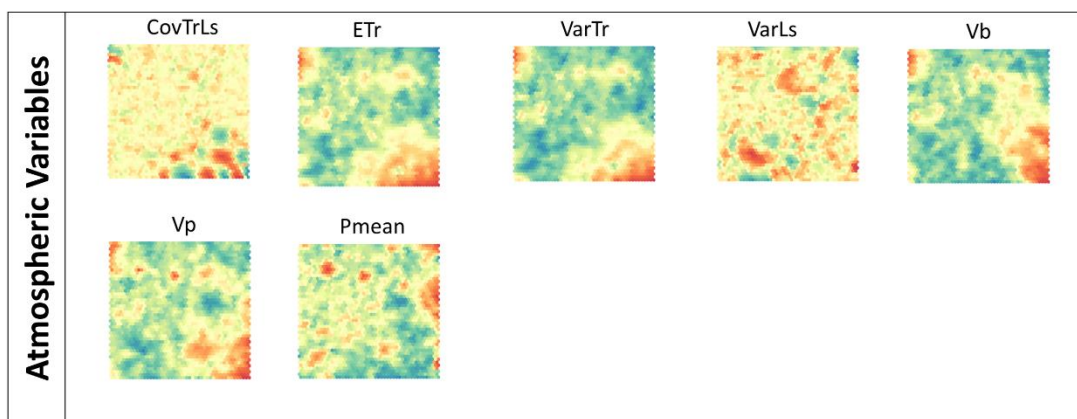 Atmospheric Variables
CovTrLs
ETr
VarTr
VarLs
Vb
Vp
Pmean